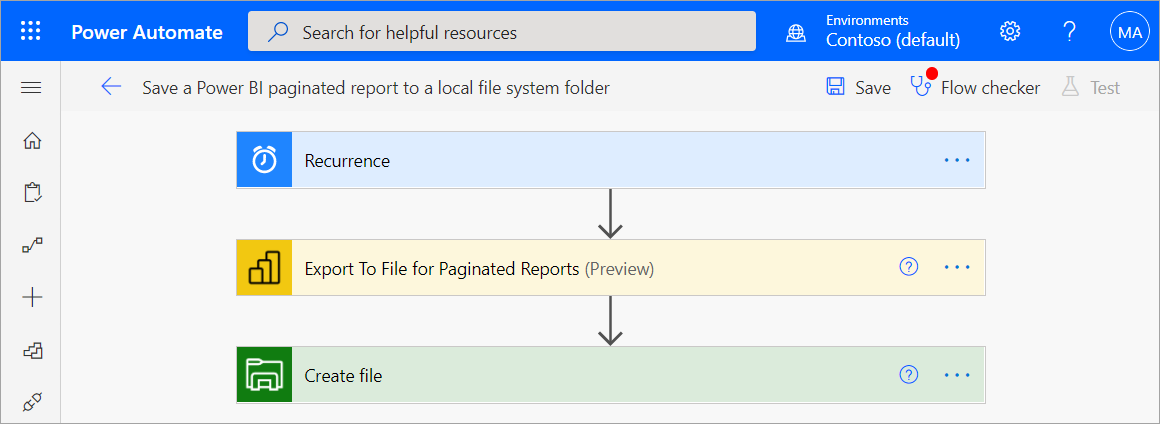 Power Automate
Search for helpful resources
Environments
Contoso (default)
?
MA
Save a Power BI paginated report to a local file system folder
Save
Flow checker
Test
Recurrence
...
Export To File for Paginated Reports (Preview)
?
...
Create file
?
...